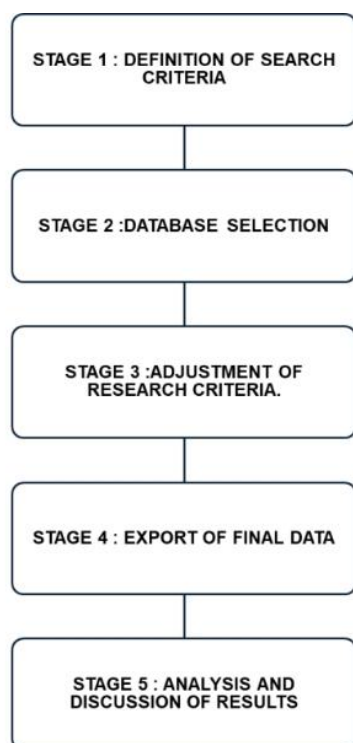 STAGE 1 : DEFINITION OF SEARCH
CRITERIA
STAGE 2 :DATABASE SELECTION
STAGE 3 :ADJUSTMENT OF
RESEARCH CRITERIA.
STAGE 4 : EXPORT OF FINAL DATA
STAGE 5 : ANALYSIS AND
DISCUSSION OF RESULTS